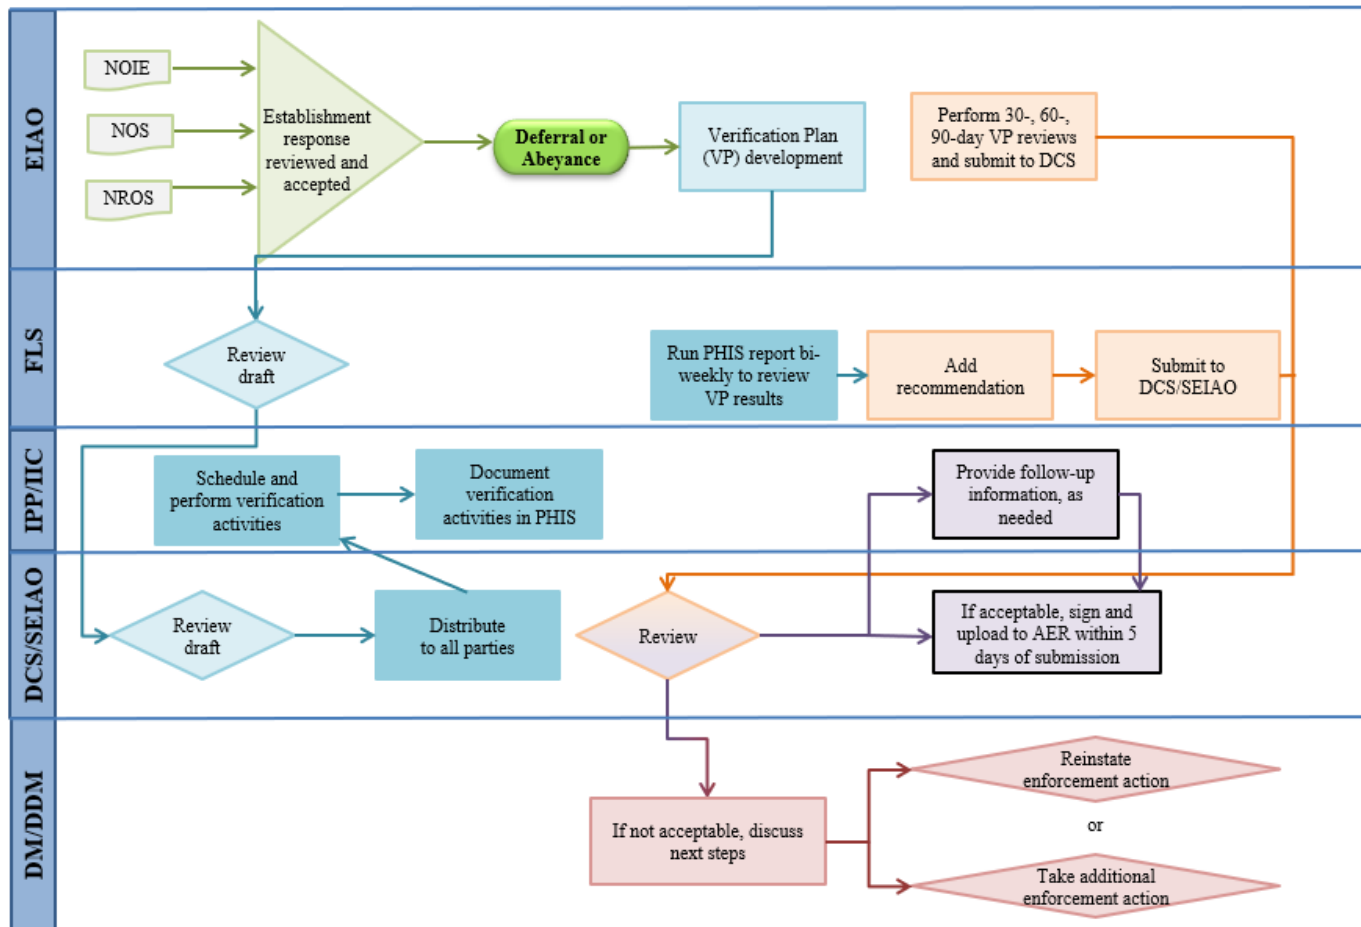 EIAO
NOIE
NOS
NROS
Establishment
response
reviewed and
accepted
Deferral or
Abeyance
Verification Plan
(VP) development
Perform 30-, 60-,
90-day VP reviews
and submit to DCS
FLS
Review
draft
Run PHIS report bi-
weekly to review
VP results
Add
recommendation
Submit to
DCS/SEIAO
IPP/IIC
Schedule and
perform verification
activities
Document
verification
activities in PHIS
Provide follow-up
information, as
needed
DCS/SEIAO
Review
draft
Distribute
to all parties
Review
If acceptable, sign and
upload to AER within 5
days of submission
DM/DDM
If not acceptable, discuss
next steps
Reinstate
enforcement action
or
Take additional
enforcement action